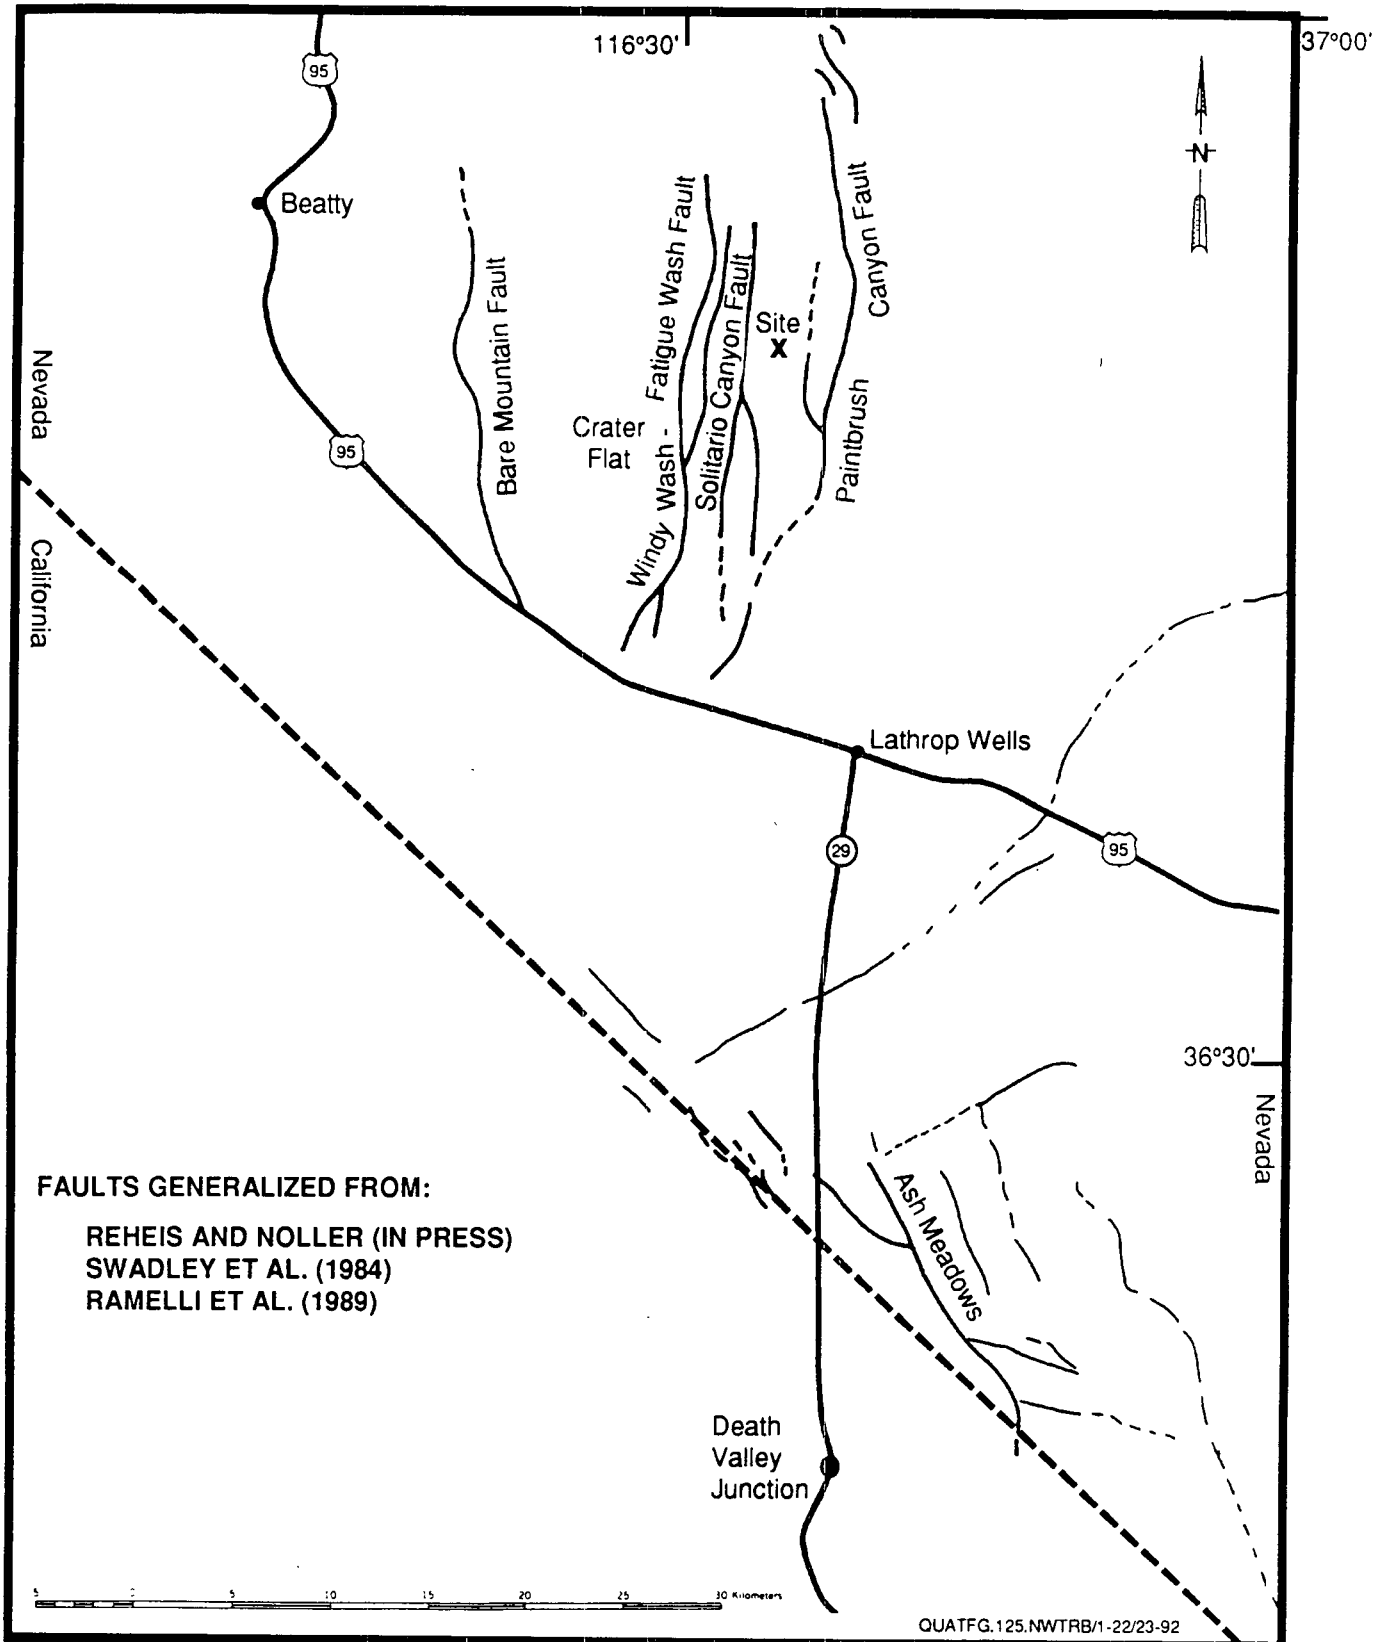 116°30'
37°00'
95
N
Beatty
Bare Mountain Fault
Windy Wash - Fatigue Wash Fault
Solitario Canyon Fault
Paintbrush Canyon Fault
Site
X
Crater
Flat
Nevada
95
California
Lathrop Wells
29
95
36°30'
Nevada
Ash Meadows
FAULTS GENERALIZED FROM:
REHEIS AND NOLLER (IN PRESS)
SWADLEY ET AL. (1984)
RAMELLI ET AL. (1989)
Death
Valley
Junction
5 0 5 10 15 20 25 30 Kilometers
QUATFG.125.NWTRB/1-22/23-92